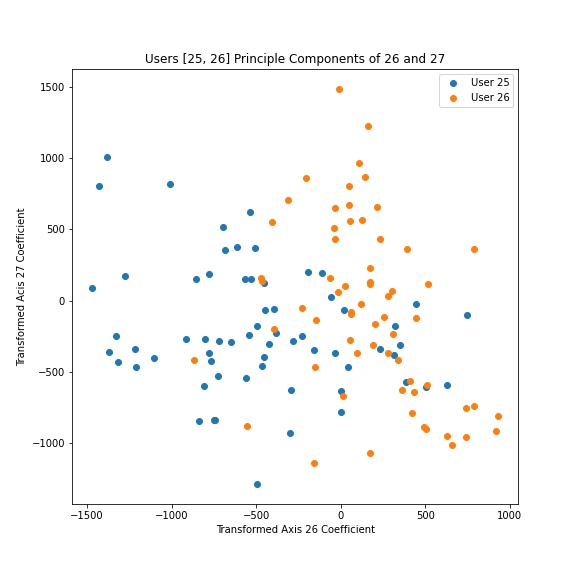 Users [25, 26] Principle Components of 26 and 27
User 25
User 26
Transformed Acis 27 Coefficient
1500
1000
500
0
−500
−1000
−1500
−1000
−500
0
500
1000
Transformed Axis 26 Coefficient